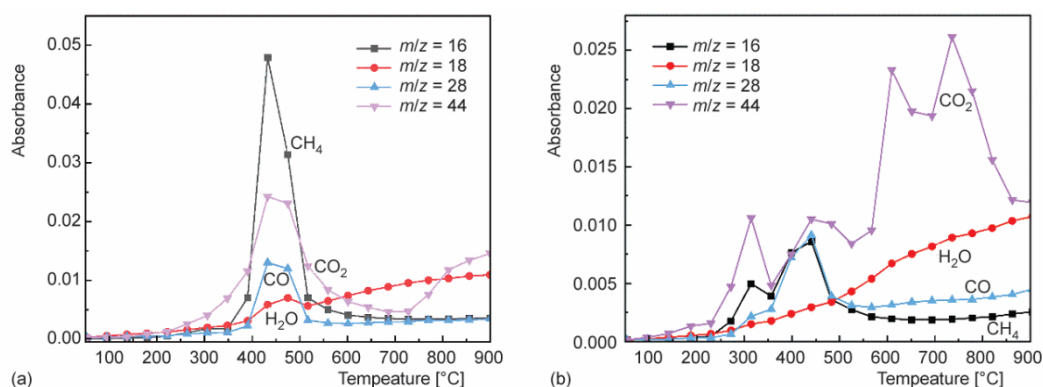 0.05
0.04
0.03
0.02
0.01
0.00
Absorbance
m/z = 16
m/z = 18
m/z = 28
m/z = 44
CH4
CO2
CO
H2O
100 200 300 400 500 600 700 800 900
Tempeature [°C]
(a)
0.025
0.020
0.015
0.010
0.005
0.000
Absorbance
m/z = 16
m/z = 18
m/z = 28
m/z = 44
CO2
H2O
CO
CH4
100 200 300 400 500 600 700 800 900
Tempeature [°C]
(b)